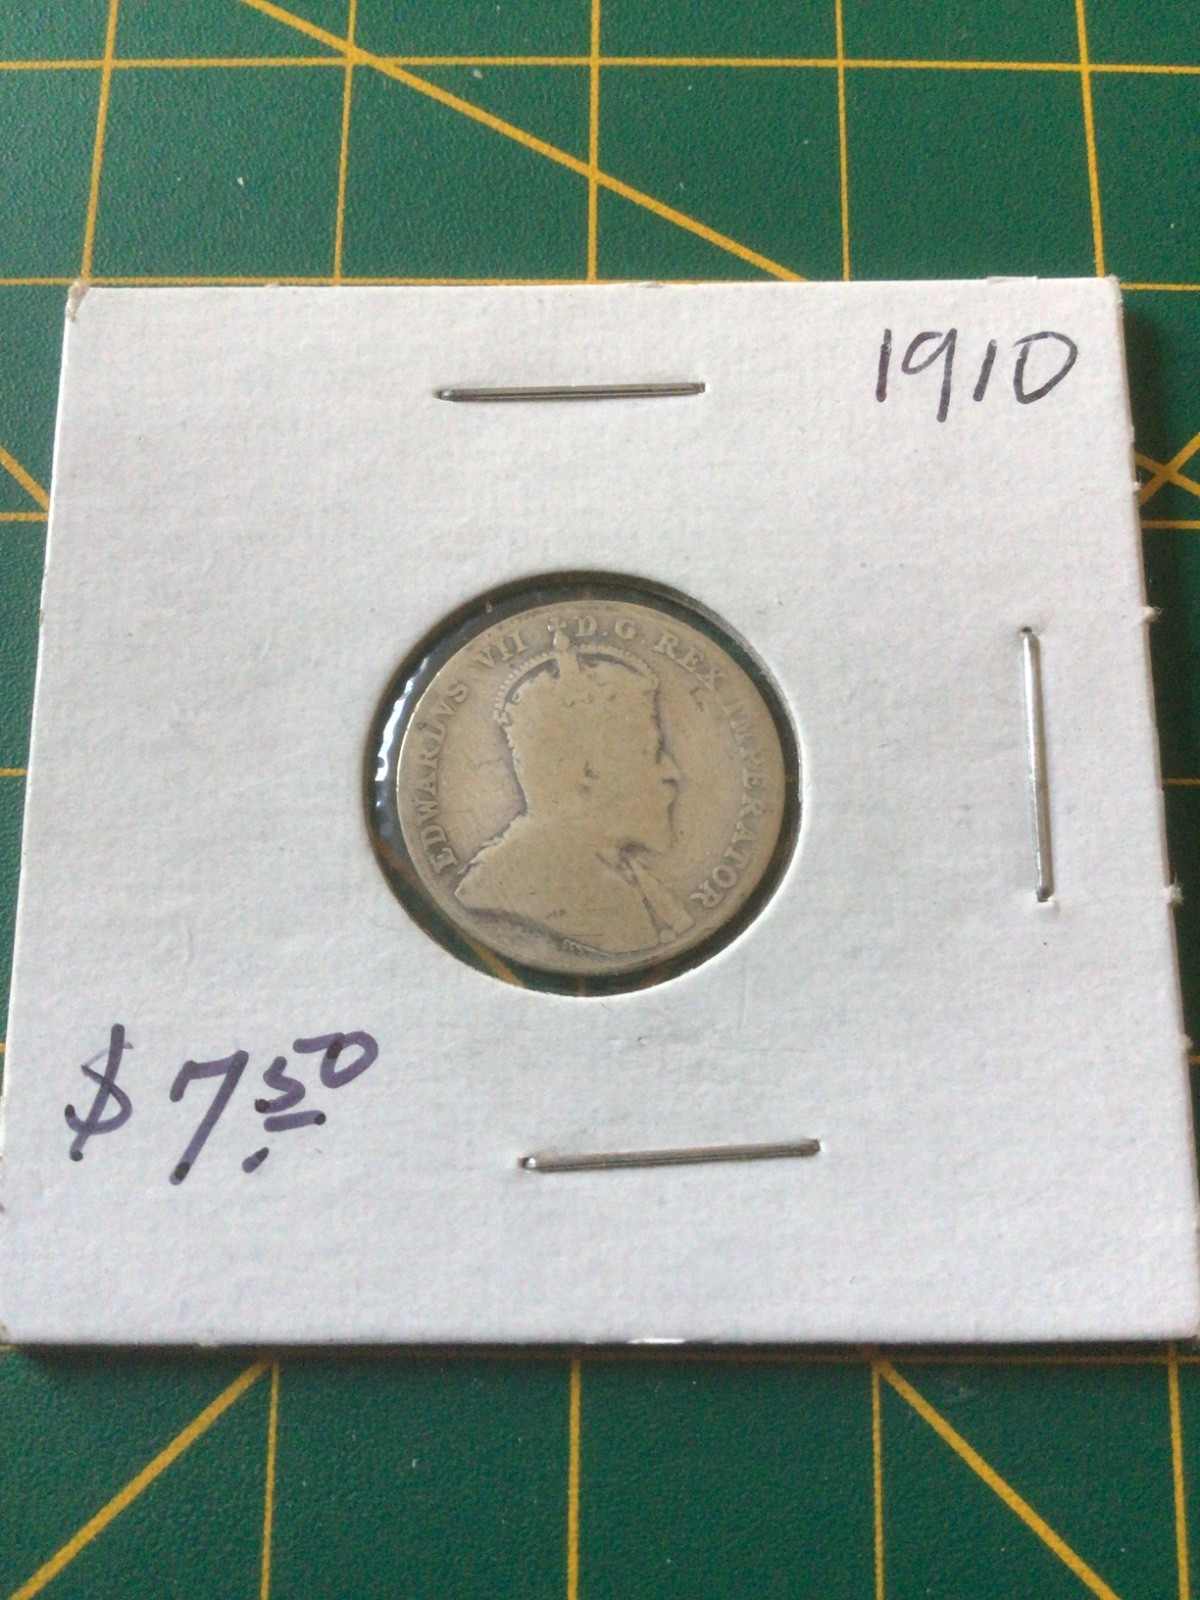 1910
EDWARDVS VII D.G. REX IMPERATOR
$7.50